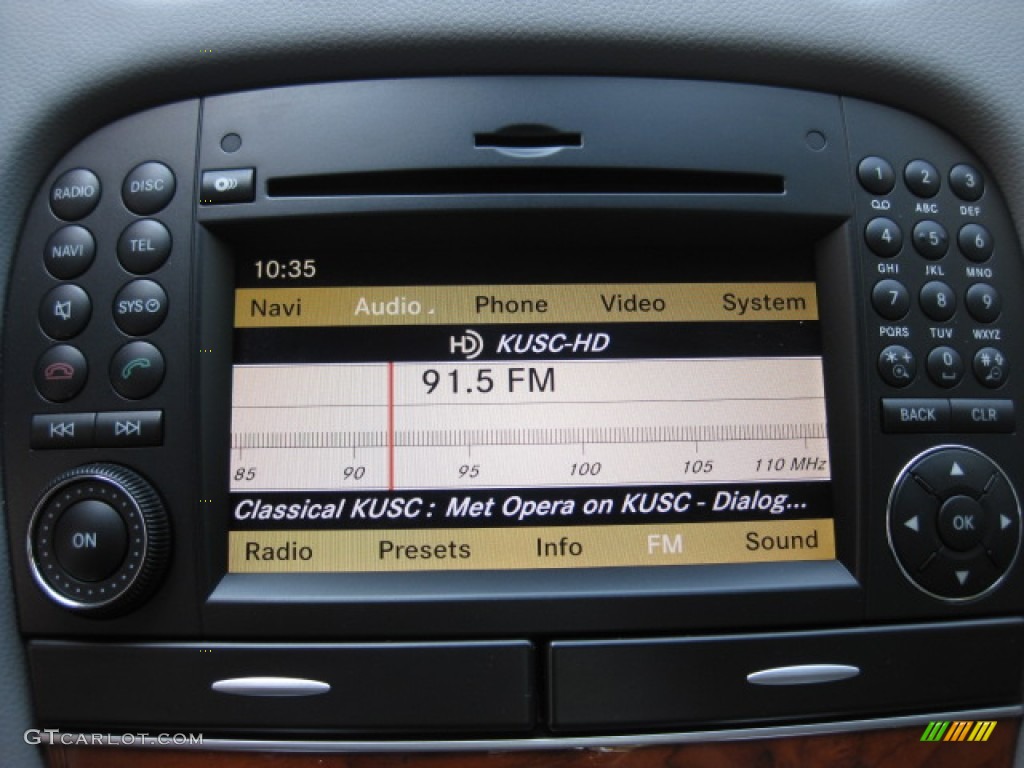 RADIO DISC
NAVI TEL
SYS
BACK CLR
ON
OK
1 2 3
ABC DEF
4 5 6
GHI JKL MNO
7 8 9
PQRS TUV WXYZ
* + 0 #
10:35
Navi Audio Phone Video System
HD KUSC-HD
91.5 FM
85 90 95 100 105 110 MHz
Classical KUSC : Met Opera on KUSC - Dialog...
Radio Presets Info FM Sound
GTCARLOT.COM